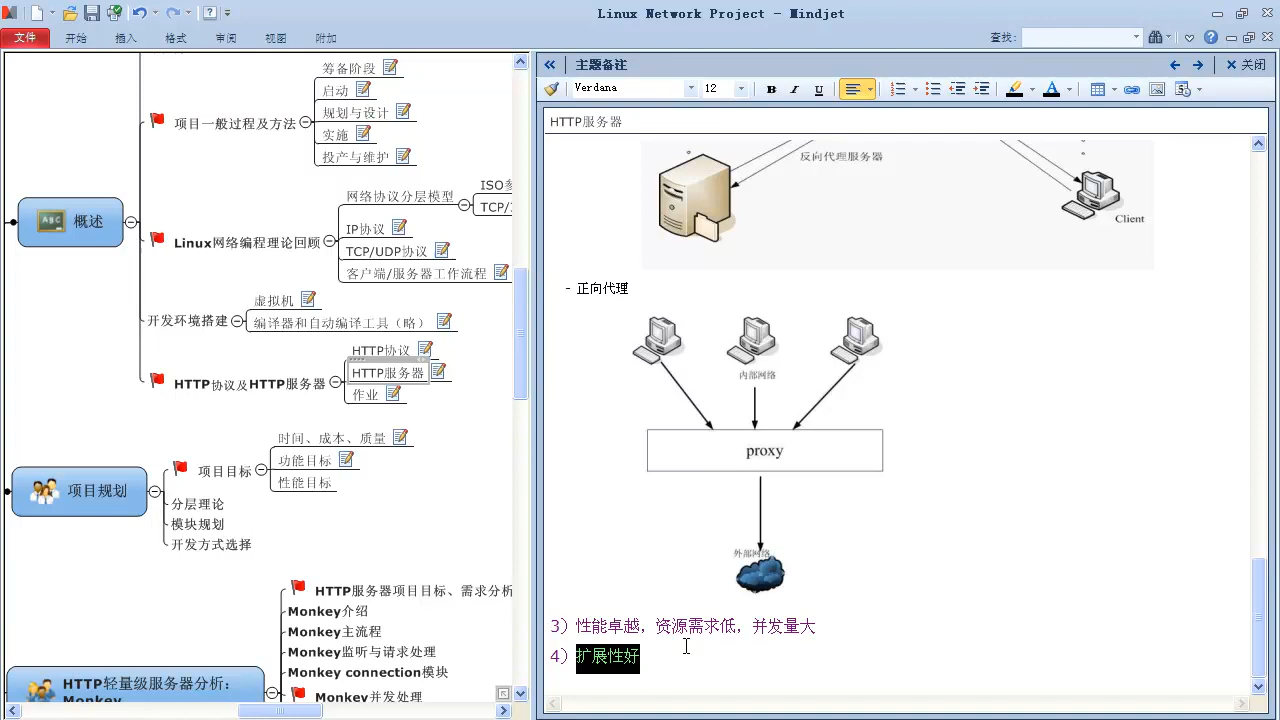 Linux Network Project - Mindjet
文件
开始
插入
格式
审阅
视图
附加
查找:
筹备阶段
启动
规划与设计
实施
投产与维护
项目一般过程及方法
ISO
TCP/
网络协议分层模型
IP协议
TCP/UDP协议
客户端/服务器工作流程
Linux网络编程理论回顾
ABC
概述
虚拟机
编译器和自动编译工具（略）
开发环境搭建
HTTP协议
HTTP服务器
作业
HTTP协议及HTTP服务器
时间、成本、质量
功能目标
性能目标
项目目标
项目规划
分层理论
模块规划
开发方式选择
HTTP服务器项目目标、需求分析
Monkey介绍
Monkey主流程
Monkey监听与请求处理
Monkey connection模块
Monkey并发处理
HTTP轻量级服务器分析:
Monkey
主题备注
关闭
Verdana
12
HTTP服务器
反向代理服务器
Client
- 正向代理
内部网络
proxy
外部网络
3）性能卓越，资源需求低，并发量大
4）扩展性好